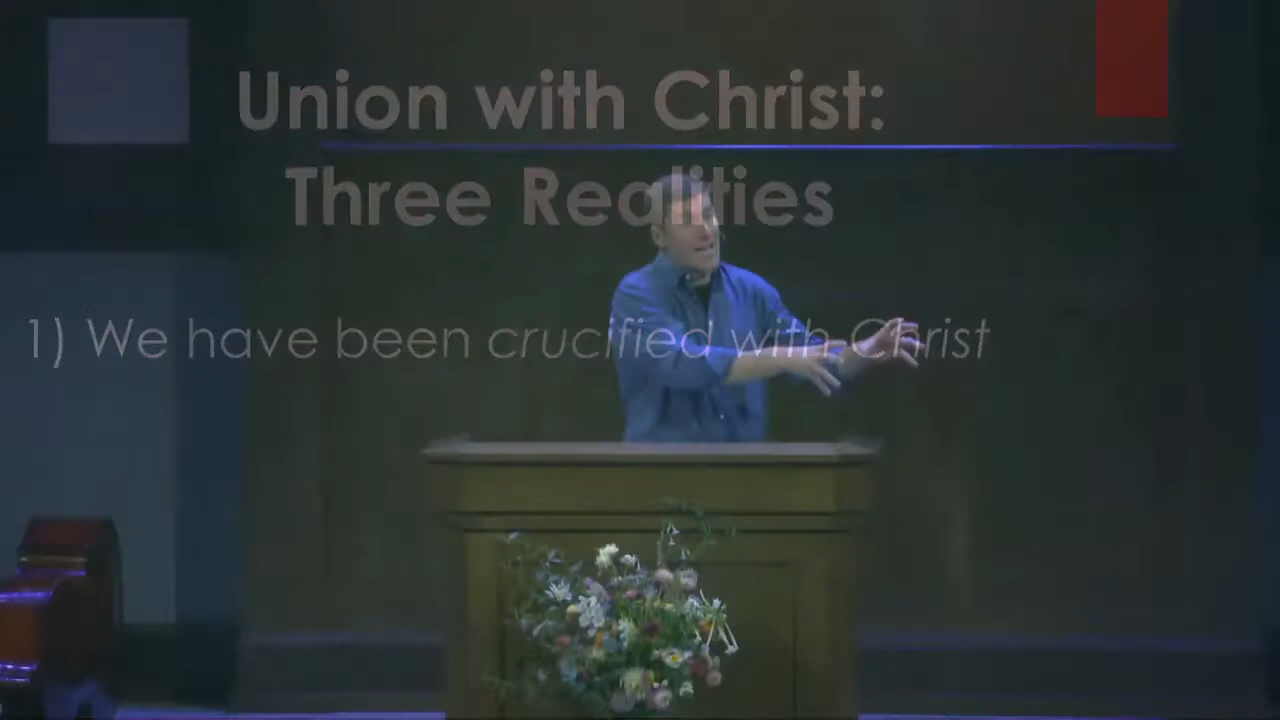 Union with Christ:
Three Realities
1) We have been crucified with Christ